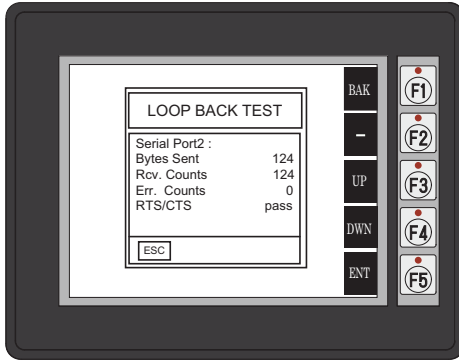 LOOP BACK TEST
Serial Port2 :
Bytes Sent 124
Rcv. Counts 124
Err. Counts 0
RTS/CTS pass
ESC
BAK
–
UP
DWN
ENT
F1
F2
F3
F4
F5